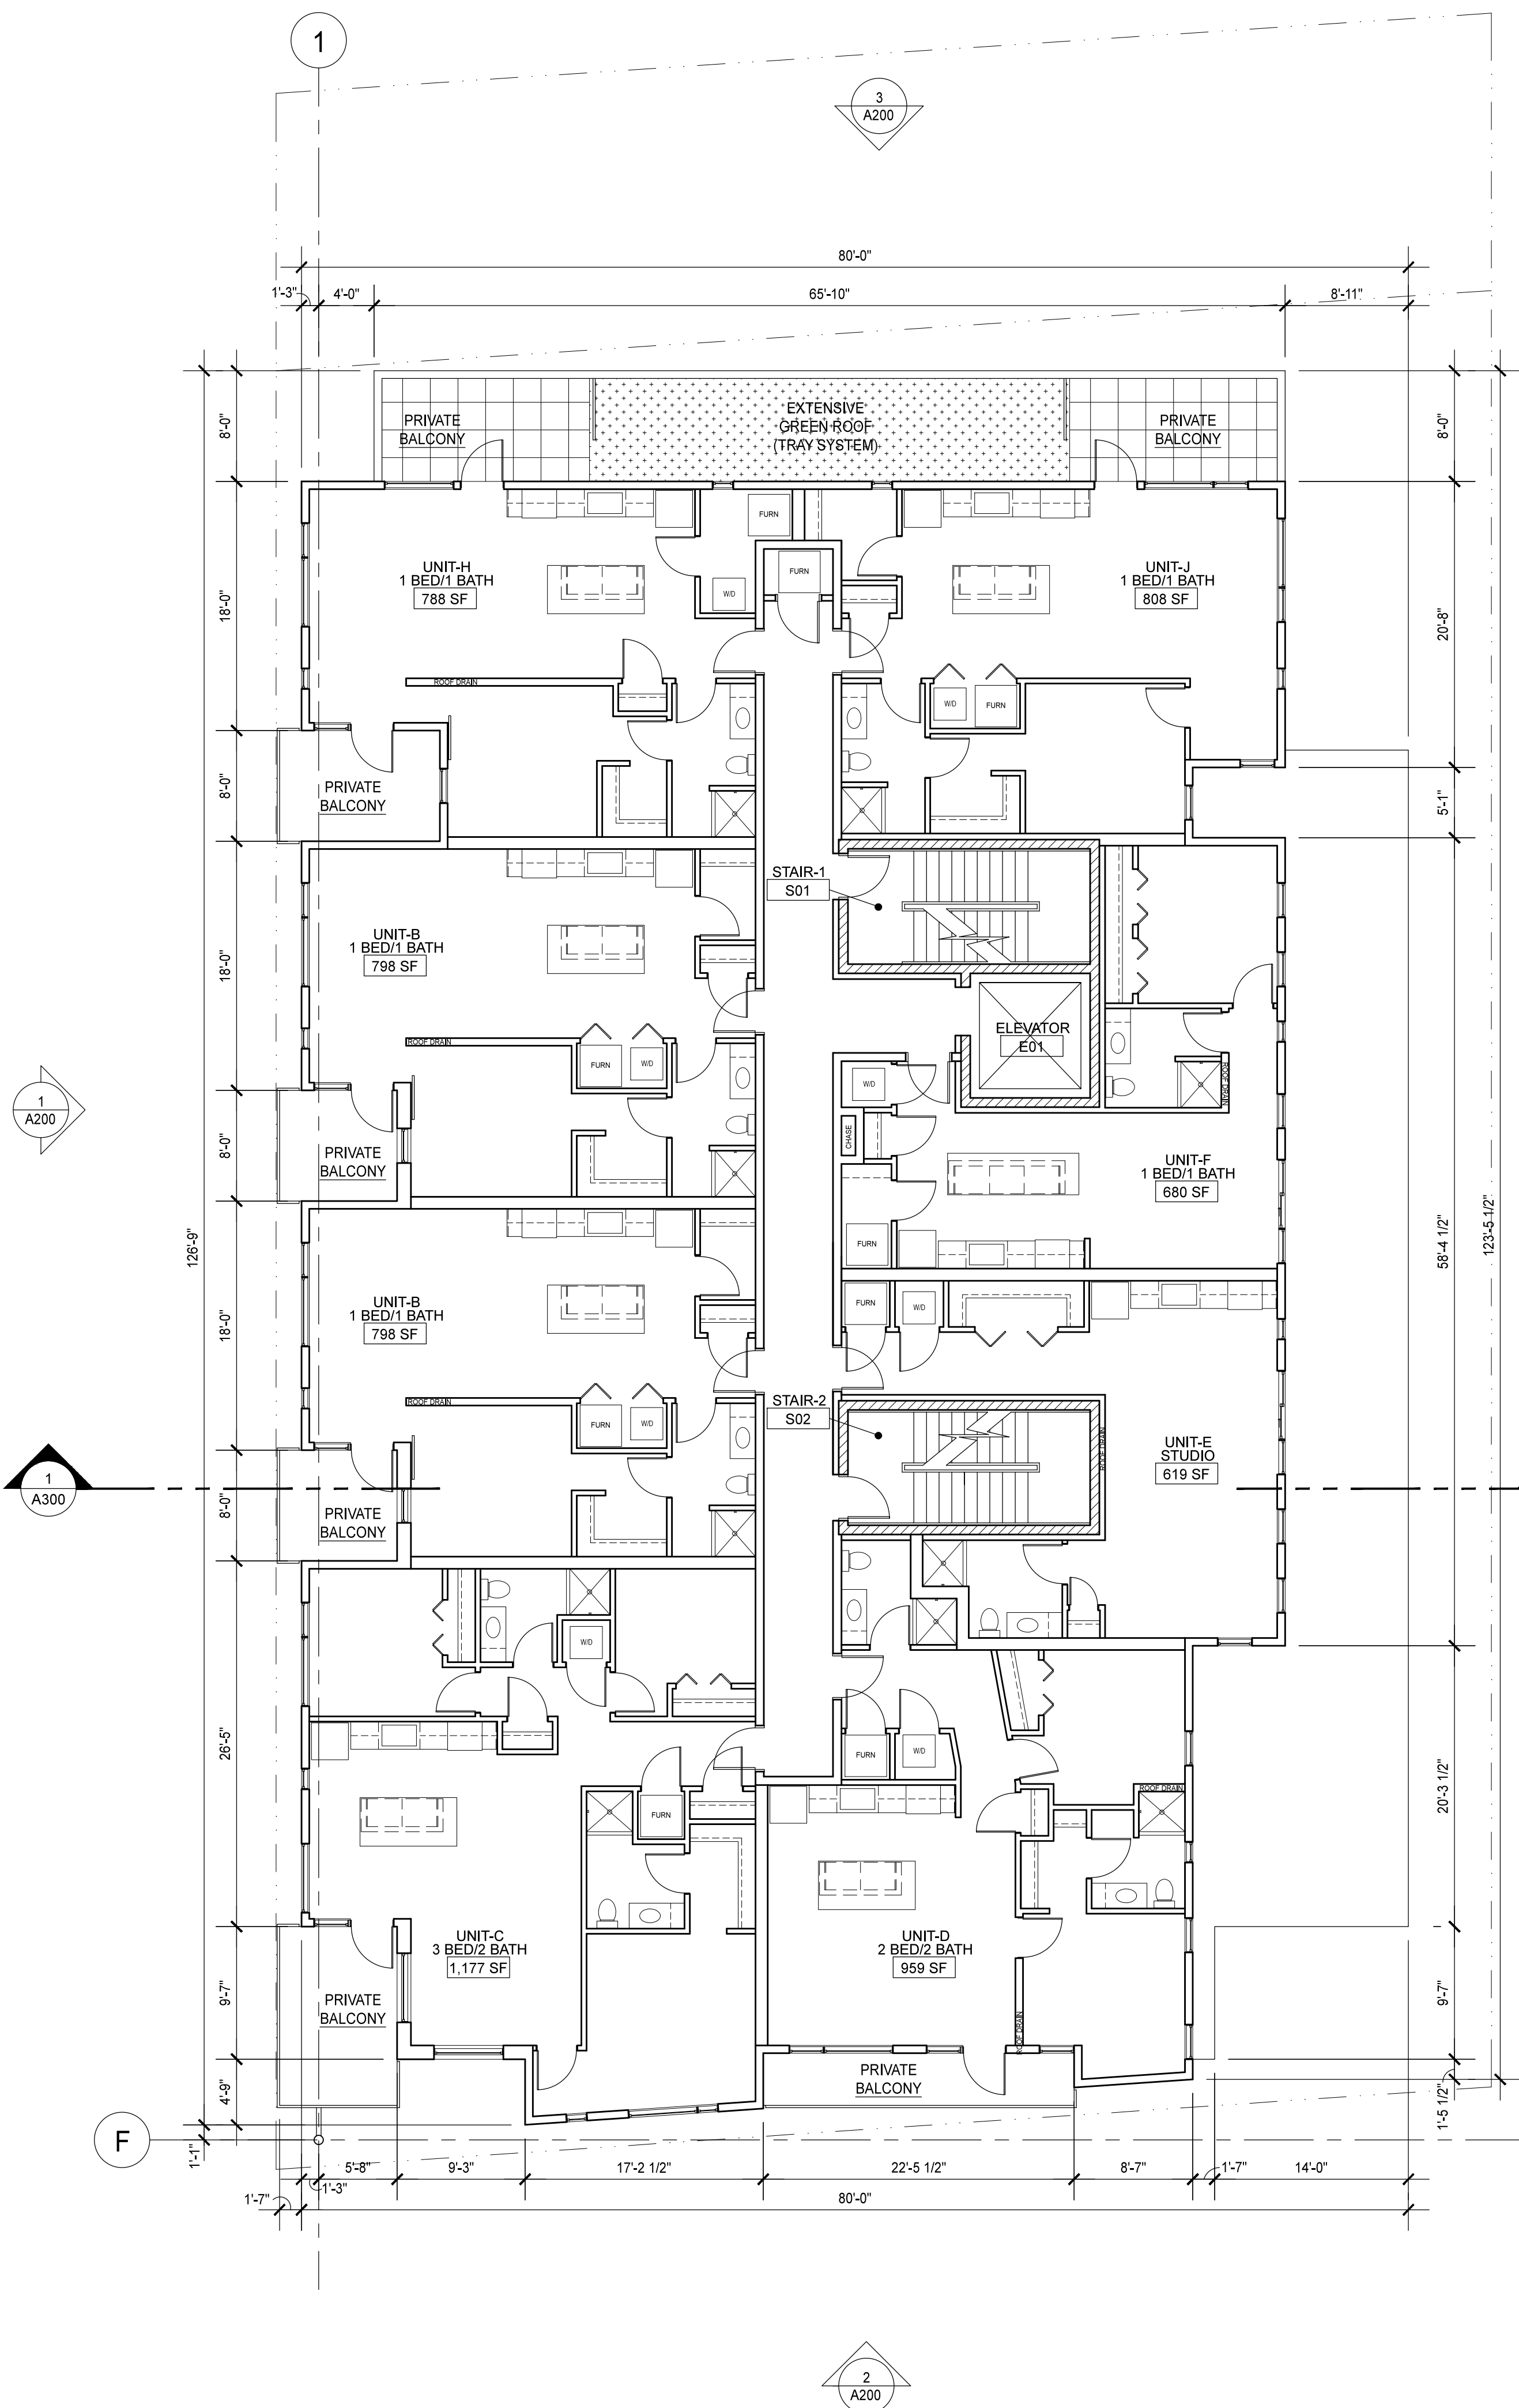 1
3
A200
80'-0"
1'-3"
4'-0"
65'-10"
8'-11"
8'-0"
PRIVATE
BALCONY
EXTENSIVE
GREEN ROOF
(TRAY SYSTEM)
PRIVATE
BALCONY
8'-0"
FURN
FURN
W/D
UNIT-H
1 BED/1 BATH
788 SF
UNIT-J
1 BED/1 BATH
808 SF
18'-0"
20'-8"
ROOF DRAIN
W/D
FURN
8'-0"
PRIVATE
BALCONY
5'-1"
STAIR-1
S01
UNIT-B
1 BED/1 BATH
798 SF
18'-0"
ELEVATOR
E01
ROOF DRAIN
FURN
W/D
W/D
ROOF DRAIN
1
A200
CHASE
8'-0"
PRIVATE
BALCONY
UNIT-F
1 BED/1 BATH
680 SF
126'-9"
FURN
58'-4 1/2"
123'-5 1/2"
UNIT-B
1 BED/1 BATH
798 SF
18'-0"
FURN
W/D
ROOF DRAIN
FURN
W/D
STAIR-2
S02
ROOF DRAIN
UNIT-E
STUDIO
619 SF
1
A300
8'-0"
PRIVATE
BALCONY
W/D
26'-5"
FURN
W/D
ROOF DRAIN
20'-3 1/2"
FURN
UNIT-C
3 BED/2 BATH
1,177 SF
UNIT-D
2 BED/2 BATH
959 SF
9'-7"
PRIVATE
BALCONY
ROOF DRAIN
9'-7"
PRIVATE
BALCONY
4'-9"
1'-5 1/2"
F
1'-1"
5'-8"
9'-3"
17'-2 1/2"
22'-5 1/2"
8'-7"
1'-7"
14'-0"
1'-3"
1'-7"
80'-0"
2
A200